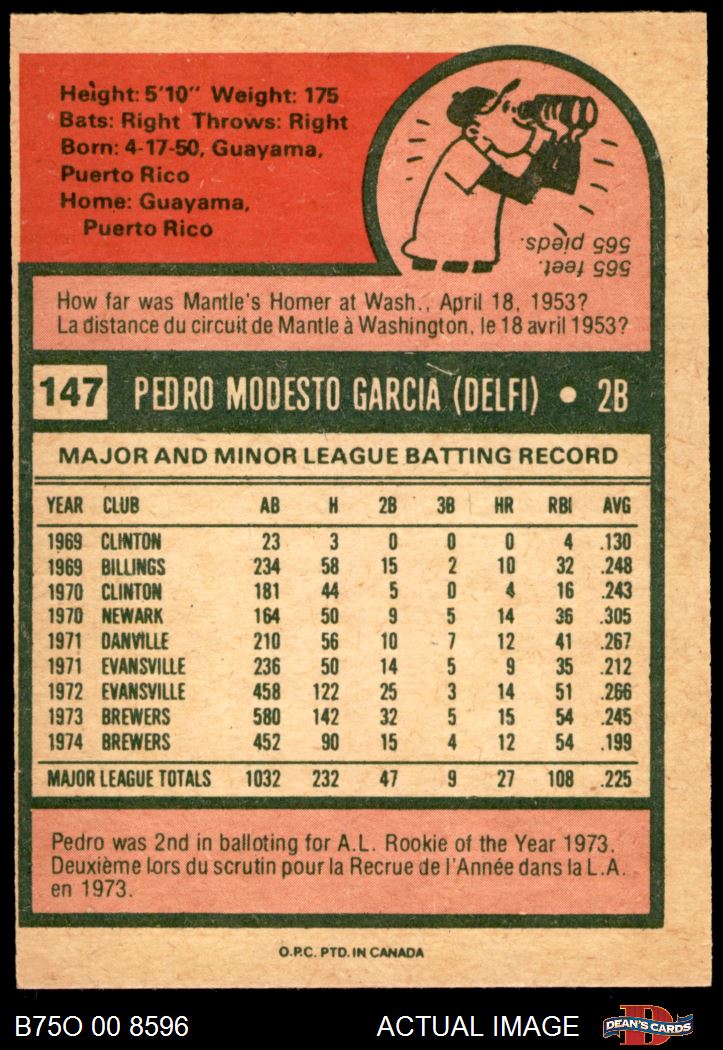 Height: 5'10" Weight: 175
Bats: Right Throws: Right
Born: 4-17-50, Guayama,
Puerto Rico
Home: Guayama,
Puerto Rico
565 feet.
565 pieds.
How far was Mantle's Homer at Wash., April 18, 1953?
La distance du circuit de Mantle à Washington, le 18 avril 1953?
147 PEDRO MODESTO GARCIA (DELFI) • 2B
MAJOR AND MINOR LEAGUE BATTING RECORD
YEAR CLUB AB H 2B 3B HR RBI AVG
1969 CLINTON 23 3 0 0 0 4 .130
1969 BILLINGS 234 58 15 2 10 32 .248
1970 CLINTON 181 44 5 0 4 16 .243
1970 NEWARK 164 50 9 5 14 36 .305
1971 DANVILLE 210 56 10 7 12 41 .267
1971 EVANSVILLE 236 50 14 5 9 35 .212
1972 EVANSVILLE 458 122 25 3 14 51 .266
1973 BREWERS 580 142 32 5 15 54 .245
1974 BREWERS 452 90 15 4 12 54 .199
MAJOR LEAGUE TOTALS 1032 232 47 9 27 108 .225
Pedro was 2nd in balloting for A.L. Rookie of the Year 1973.
Deuxième lors du scrutin pour la Recrue de l'Année dans la L.A.
en 1973.
O.P.C. PTD. IN CANADA
B75O 00 8596 ACTUAL IMAGE D DEAN'S CARDS